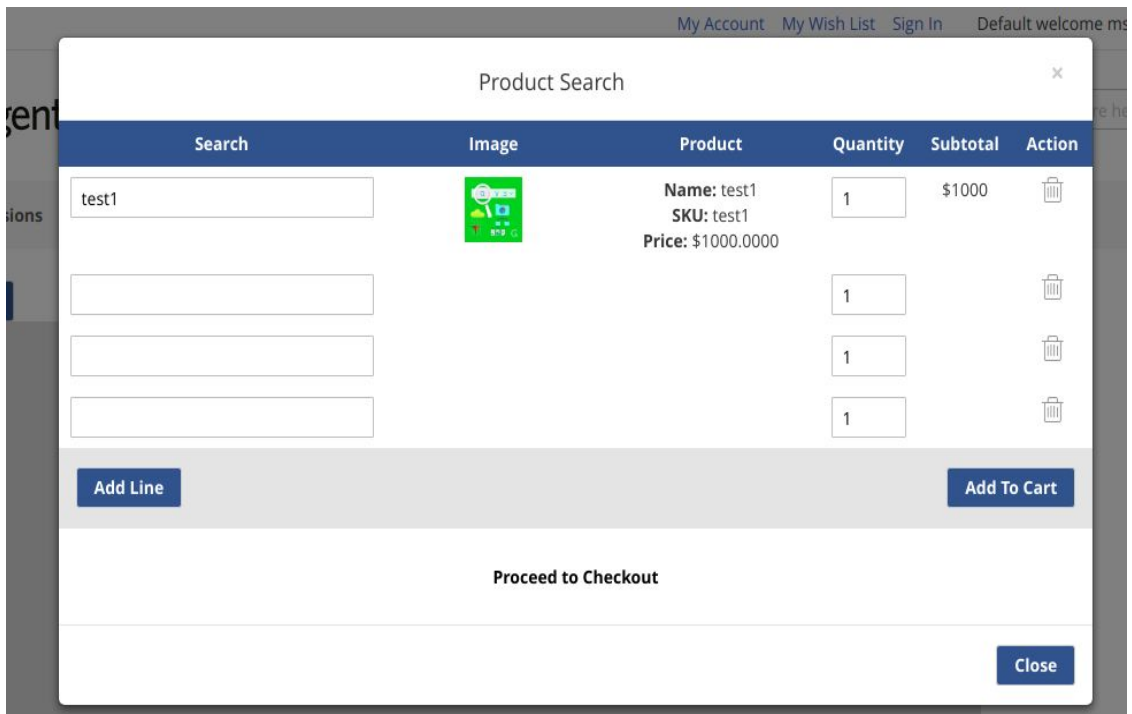 My Account My Wish List Sign In Default welcome ms
Product Search
×
gent
re he
Search Image Product Quantity Subtotal Action
test1
Name: test1
SKU: test1
Price: $1000.0000
1
$1000
sions
1
1
1
Add Line
Add To Cart
Proceed to Checkout
Close